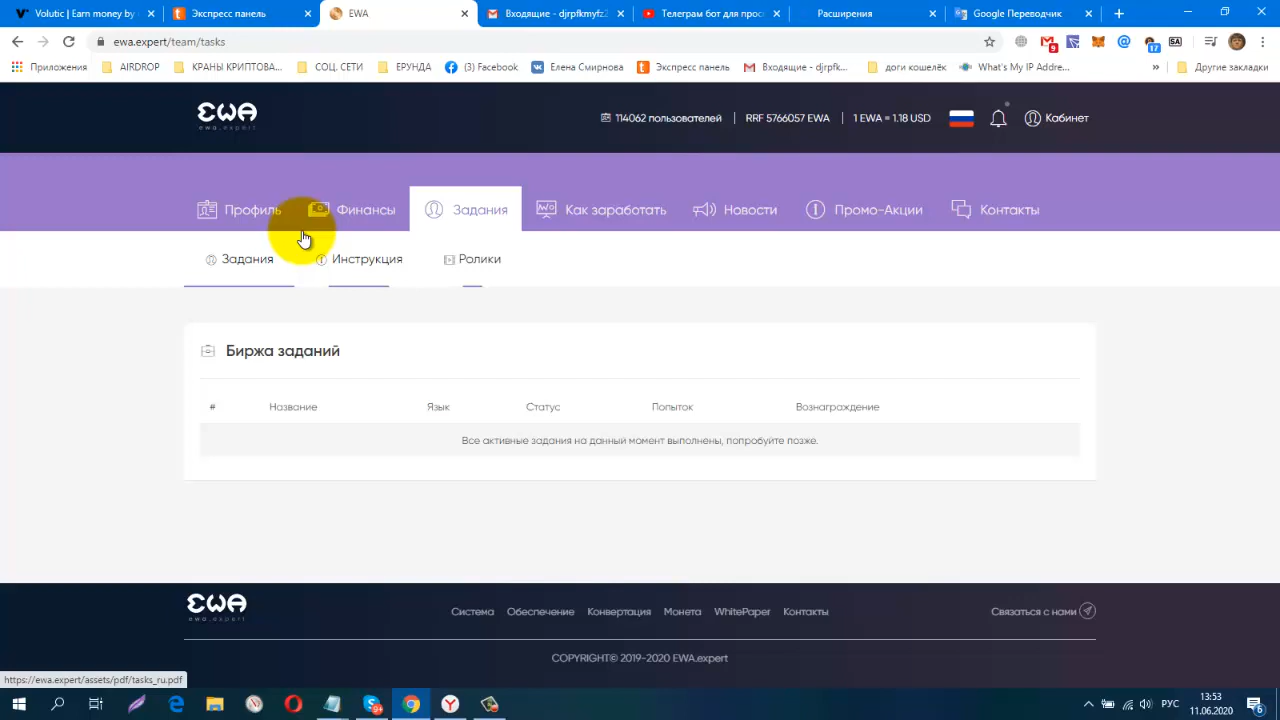 Volutic | Earn money by
Экспресс панель
EWA
Входящие - djrpfkmyfz2
Телеграм бот для прос
Расширения
Google Переводчик
ewa.expert/team/tasks
Приложения
AIRDROP
КРАНЫ КРИПТОВА...
СОЦ. СЕТИ
ЕРУНДА
(3) Facebook
Елена Смирнова
Экспресс панель
Входящие - djrpfk...
доги кошелёк
What's My IP Addre...
»
Другие закладки
ewa.expert
114062 пользователей
RRF 5766057 EWA
1 EWA = 1.18 USD
Кабинет
Профиль
Финансы
Задания
Как заработать
Новости
Промо-Акции
Контакты
Задания
Инструкция
Ролики
Биржа заданий
# Название Язык Статус Попыток Вознаграждение
Все активные задания на данный момент выполнены, попробуйте позже.
ewa.expert
Система Обеспечение Конвертация Монета WhitePaper Контакты
Связаться с нами
COPYRIGHT© 2019-2020 EWA.expert
https://ewa.expert/assets/pdf/tasks_ru.pdf
РУС
13:53
11.06.2020